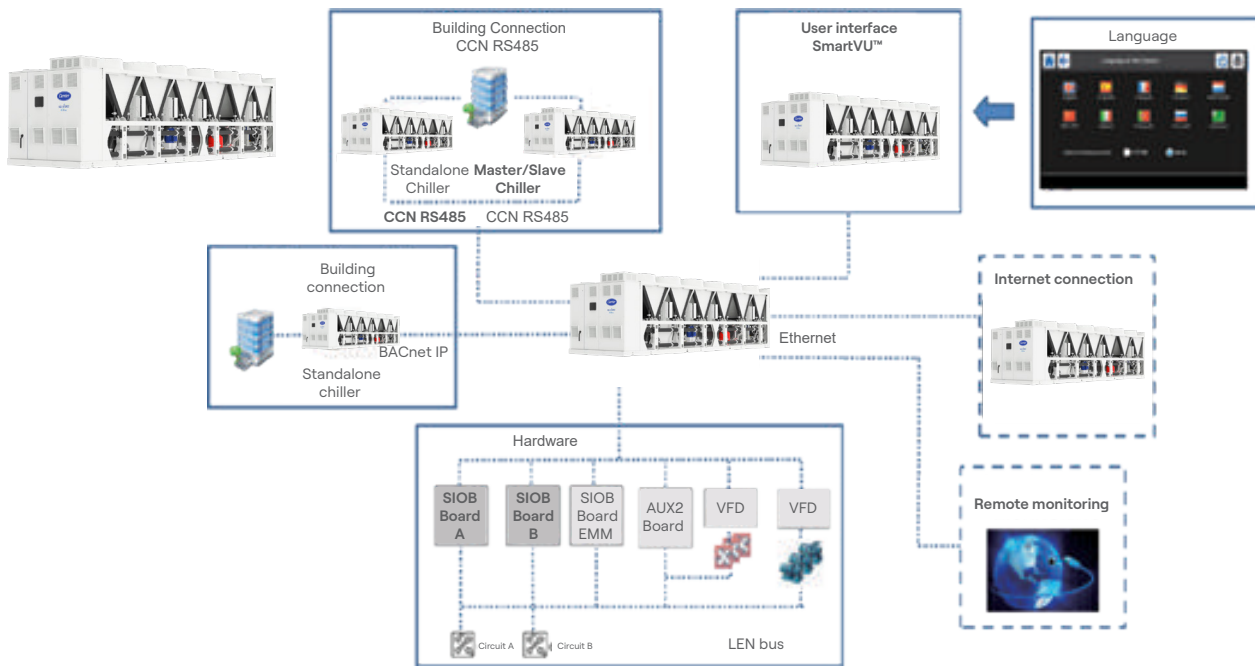 Building Connection
CCN RS485
Standalone
Chiller
Master/Slave
Chiller
CCN RS485
CCN RS485
User interface
SmartVU™
Language
Building
connection
BACnet IP
Standalone
chiller
Ethernet
Internet connection
Remote monitoring
Hardware
SIOB
Board
A
SIOB
Board
B
SIOB
Board
EMM
AUX2
Board
VFD
VFD
Circuit A
Circuit B
LEN bus